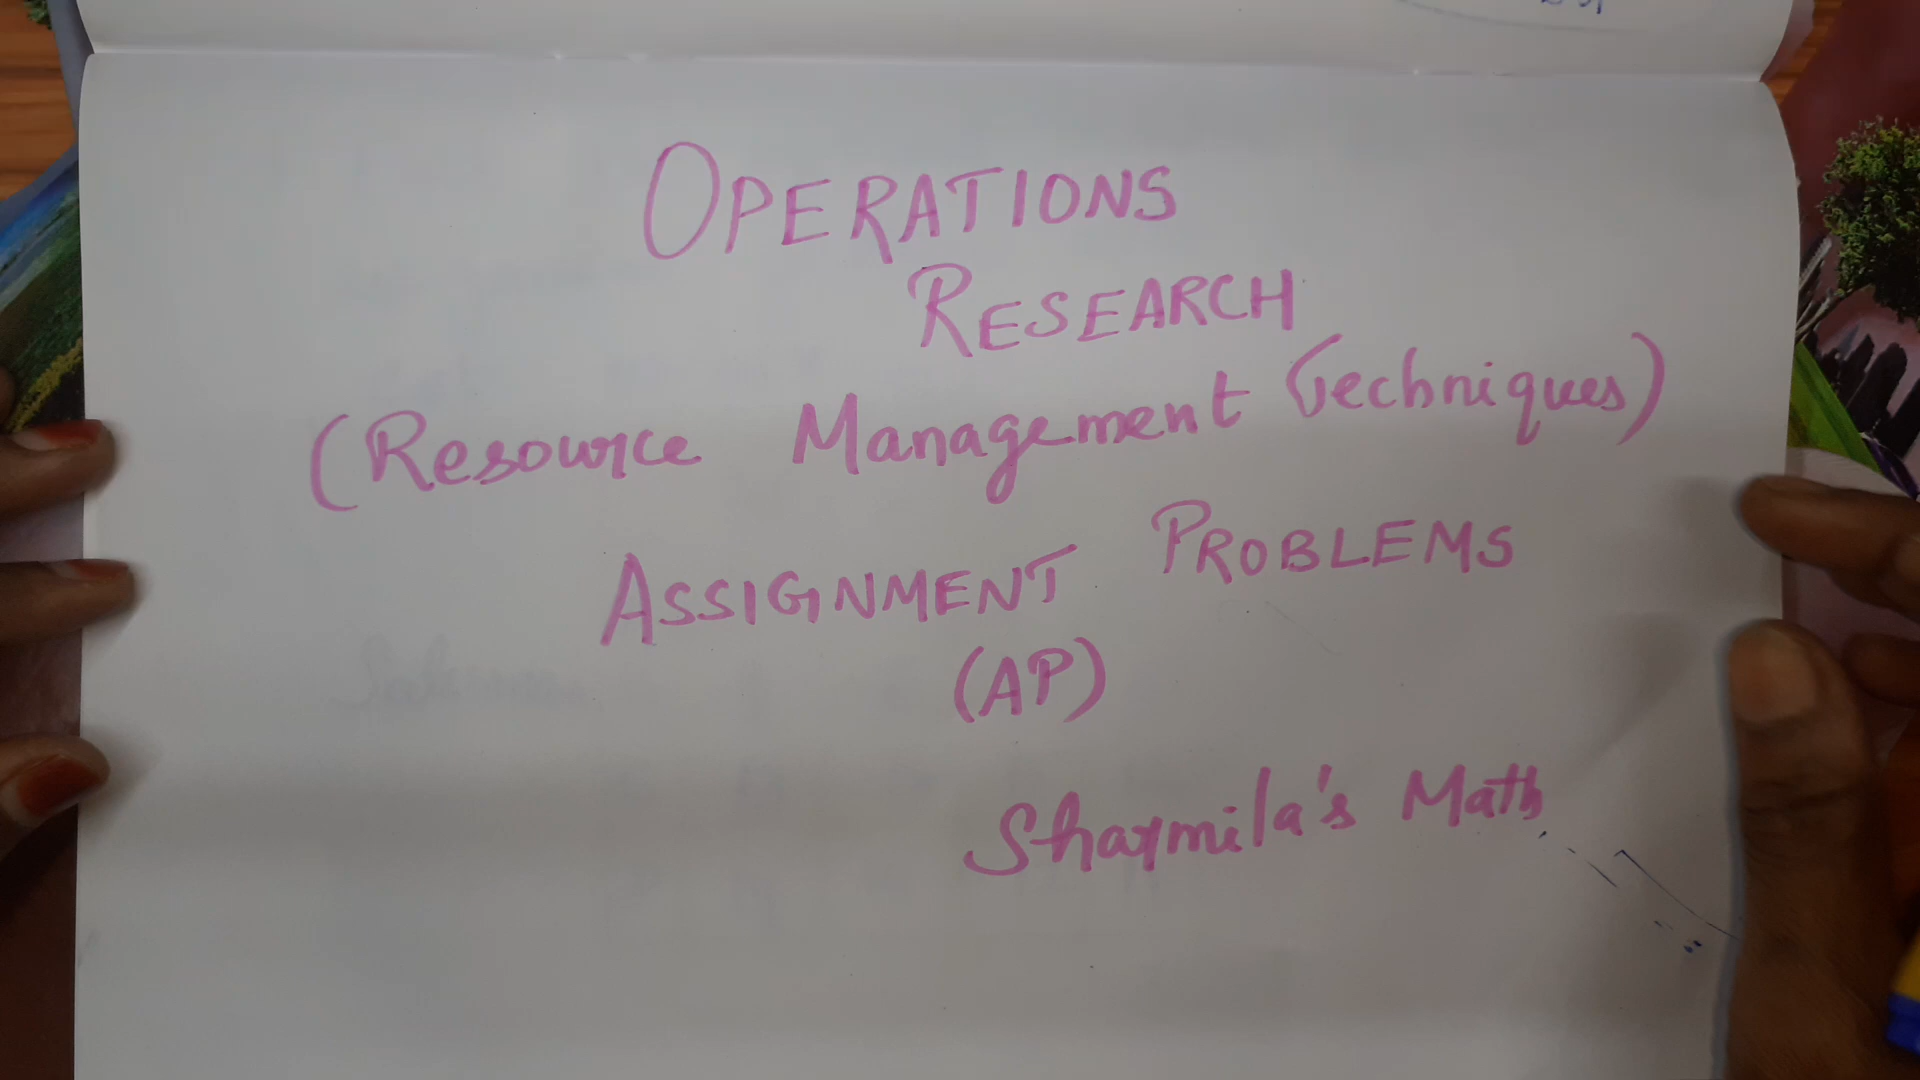 OPERATIONS
RESEARCH
(Resource Management Techniques)
ASSIGNMENT PROBLEMS
(AP)
Sharmila's Math